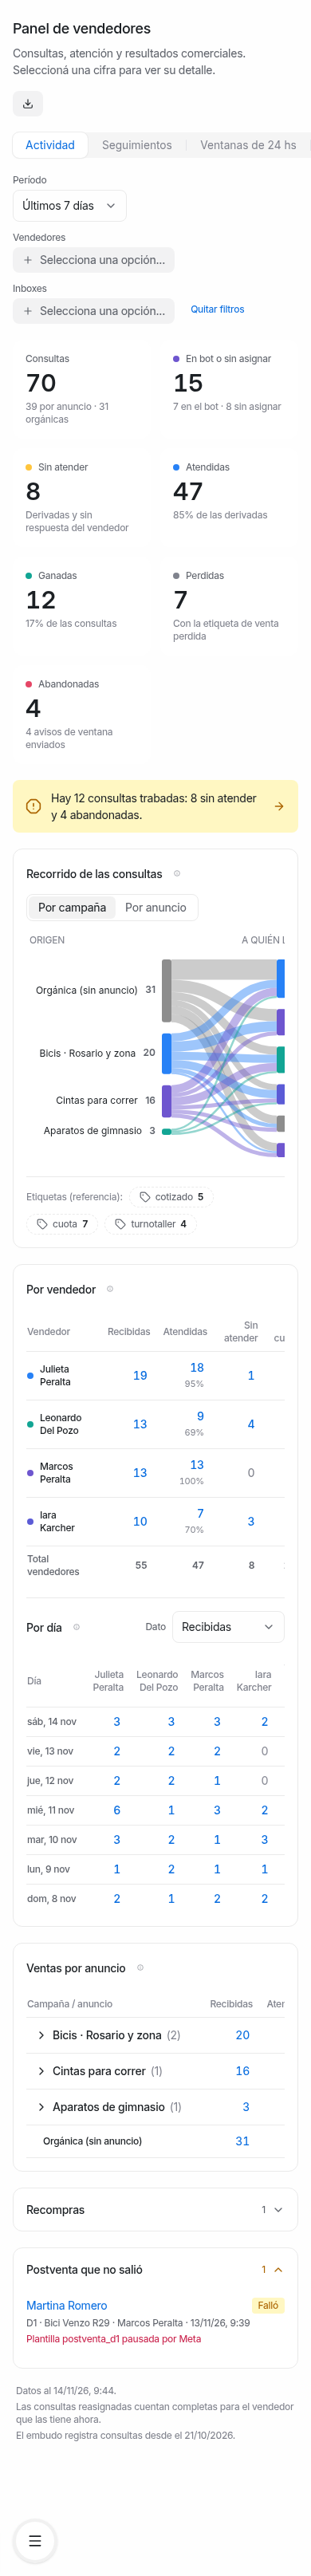 Panel de vendedores
Consultas, atención y resultados comerciales.
Seleccioná una cifra para ver su detalle.
Actividad Seguimientos Ventanas de 24 hs
Período
Últimos 7 días
Vendedores
+ Selecciona una opción...
Inboxes
+ Selecciona una opción... Quitar filtros
Consultas
70
39 por anuncio · 31
orgánicas
En bot o sin asignar
15
7 en el bot · 8 sin asignar
Sin atender
8
Derivadas y sin
respuesta del vendedor
Atendidas
47
85% de las derivadas
Ganadas
12
17% de las consultas
Perdidas
7
Con la etiqueta de venta
perdida
Abandonadas
4
4 avisos de ventana
enviados
Hay 12 consultas trabadas: 8 sin atender
y 4 abandonadas.
Recorrido de las consultas
Por campaña Por anuncio
ORIGEN A QUIÉN L
Orgánica (sin anuncio) 31
Bicis · Rosario y zona 20
Cintas para correr 16
Aparatos de gimnasio 3
Etiquetas (referencia): cotizado 5
cuota 7 turnotaller 4
Por vendedor
Vendedor Recibidas Atendidas Sin atender cu
Julieta Peralta 19 18 95% 1
Leonardo Del Pozo 13 9 69% 4
Marcos Peralta 13 13 100% 0
Iara Karcher 10 7 70% 3
Total vendedores 55 47 8
Por día Dato Recibidas
Día Julieta Peralta Leonardo Del Pozo Marcos Peralta Iara Karcher
sáb, 14 nov 3 3 3 2
vie, 13 nov 2 2 2 0
jue, 12 nov 2 2 1 0
mié, 11 nov 6 1 3 2
mar, 10 nov 3 2 1 3
lun, 9 nov 1 2 1 1
dom, 8 nov 2 1 2 2
Ventas por anuncio
Campaña / anuncio Recibidas Ater
Bicis · Rosario y zona (2) 20
Cintas para correr (1) 16
Aparatos de gimnasio (1) 3
Orgánica (sin anuncio) 31
Recompras 1
Postventa que no salió 1
Martina Romero Falló
D1 · Bici Venzo R29 · Marcos Peralta · 13/11/26, 9:39
Plantilla postventa_d1 pausada por Meta
Datos al 14/11/26, 9:44.
Las consultas reasignadas cuentan completas para el vendedor
que las tiene ahora.
El embudo registra consultas desde el 21/10/2026.